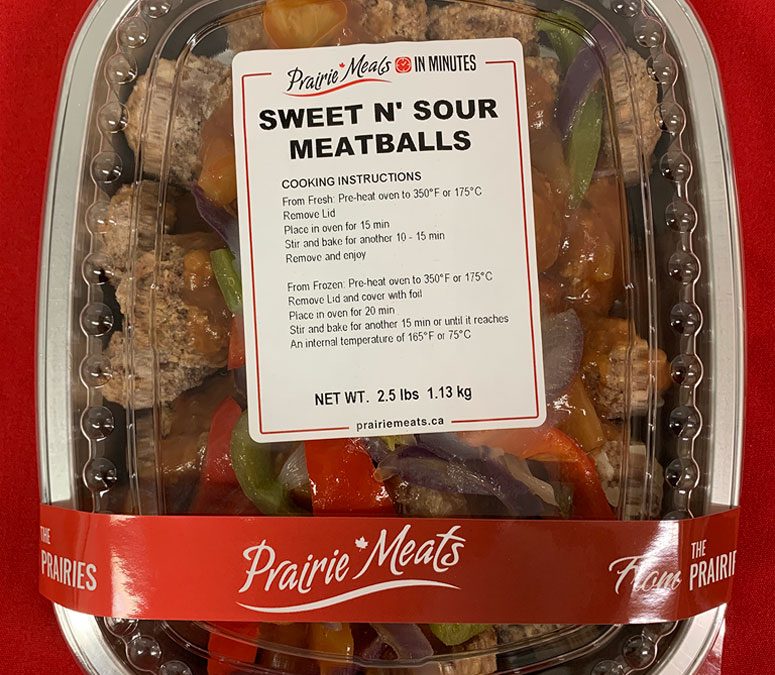 Prairie Meats IN MINUTES
SWEET N' SOUR
MEATBALLS
COOKING INSTRUCTIONS
From Fresh: Pre-heat oven to 350°F or 175°C
Remove Lid
Place in oven for 15 min
Stir and bake for another 10 - 15 min
Remove and enjoy
From Frozen: Pre-heat oven to 350°F or 175°C
Remove Lid and cover with foil
Place in oven for 20 min
Stir and bake for another 15 min or until it reaches
An internal temperature of 165°F or 75°C
NET WT. 2.5 lbs 1.13 kg
prairiemeats.ca
THE
PRAIRIES
Prairie Meats
From THE
PRAIRIE